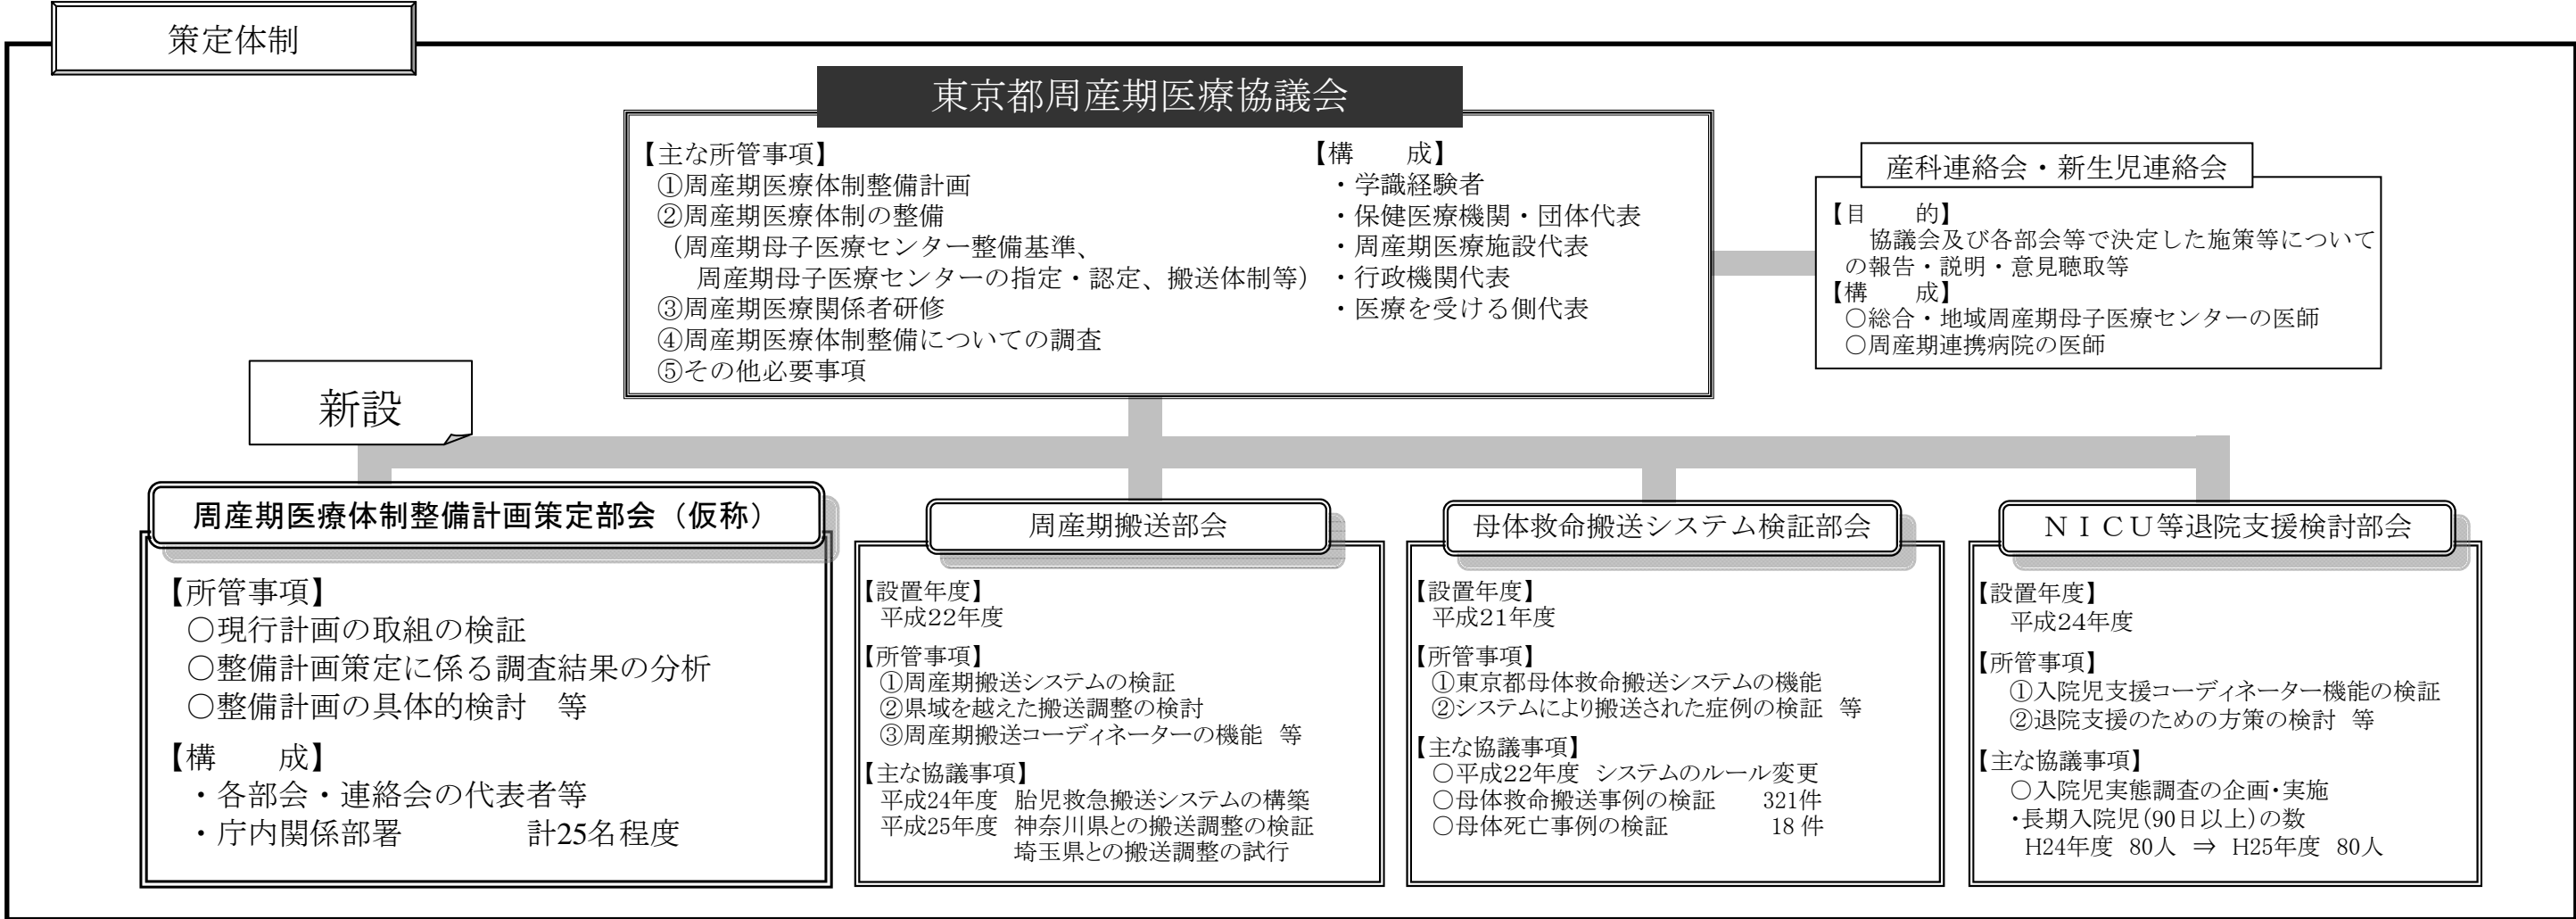 策定体制
東京都周産期医療協議会
【主な所管事項】
①周産期医療体制整備計画
②周産期医療体制の整備
（周産期母子医療センター整備基準、
周産期母子医療センターの指定・認定、搬送体制等）
③周産期医療関係者研修
④周産期医療体制整備についての調査
⑤その他必要事項
【構　　成】
・学識経験者
・保健医療機関・団体代表
・周産期医療施設代表
・行政機関代表
・医療を受ける側代表
産科連絡会・新生児連絡会
【目　　的】
協議会及び各部会等で決定した施策等について
の報告・説明・意見聴取等
【構　　成】
○総合・地域周産期母子医療センターの医師
○周産期連携病院の医師
新設
周産期医療体制整備計画策定部会（仮称）
【所管事項】
○現行計画の取組の検証
○整備計画策定に係る調査結果の分析
○整備計画の具体的検討　等
【構　　成】
・各部会・連絡会の代表者等
・庁内関係部署　　　　計25名程度
周産期搬送部会
【設置年度】
平成22年度
【所管事項】
①周産期搬送システムの検証
②県域を越えた搬送調整の検討
③周産期搬送コーディネーターの機能　等
【主な協議事項】
平成24年度　胎児救急搬送システムの構築
平成25年度　神奈川県との搬送調整の検証
埼玉県との搬送調整の試行
母体救命搬送システム検証部会
【設置年度】
平成21年度
【所管事項】
①東京都母体救命搬送システムの機能
②システムにより搬送された症例の検証　等
【主な協議事項】
○平成22年度　システムのルール変更
○母体救命搬送事例の検証　　321件
○母体死亡事例の検証　　　　18 件
ＮＩＣＵ等退院支援検討部会
【設置年度】
平成24年度
【所管事項】
①入院児支援コーディネーター機能の検証
②退院支援のための方策の検討　等
【主な協議事項】
○入院児実態調査の企画・実施
・長期入院児(90日以上)の数
H24年度　80人　⇒　H25年度　80人